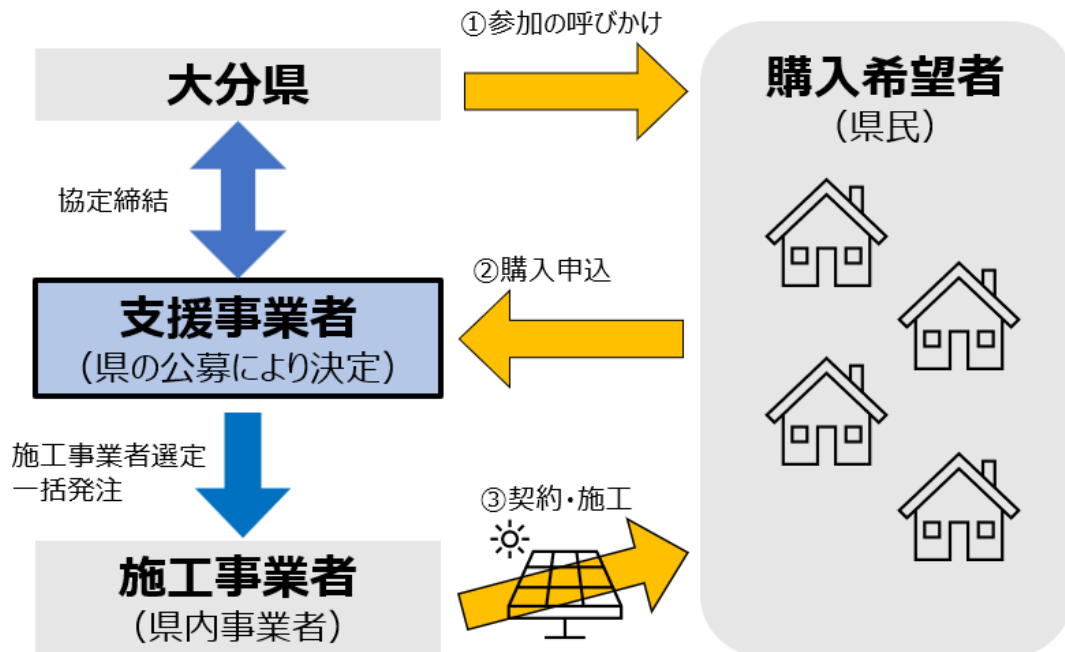 ①参加の呼びかけ
大分県
購入希望者
（県民）
協定締結
②購入申込
支援事業者
（県の公募により決定）
施工事業者選定
一括発注
③契約・施工
施工事業者
（県内事業者）